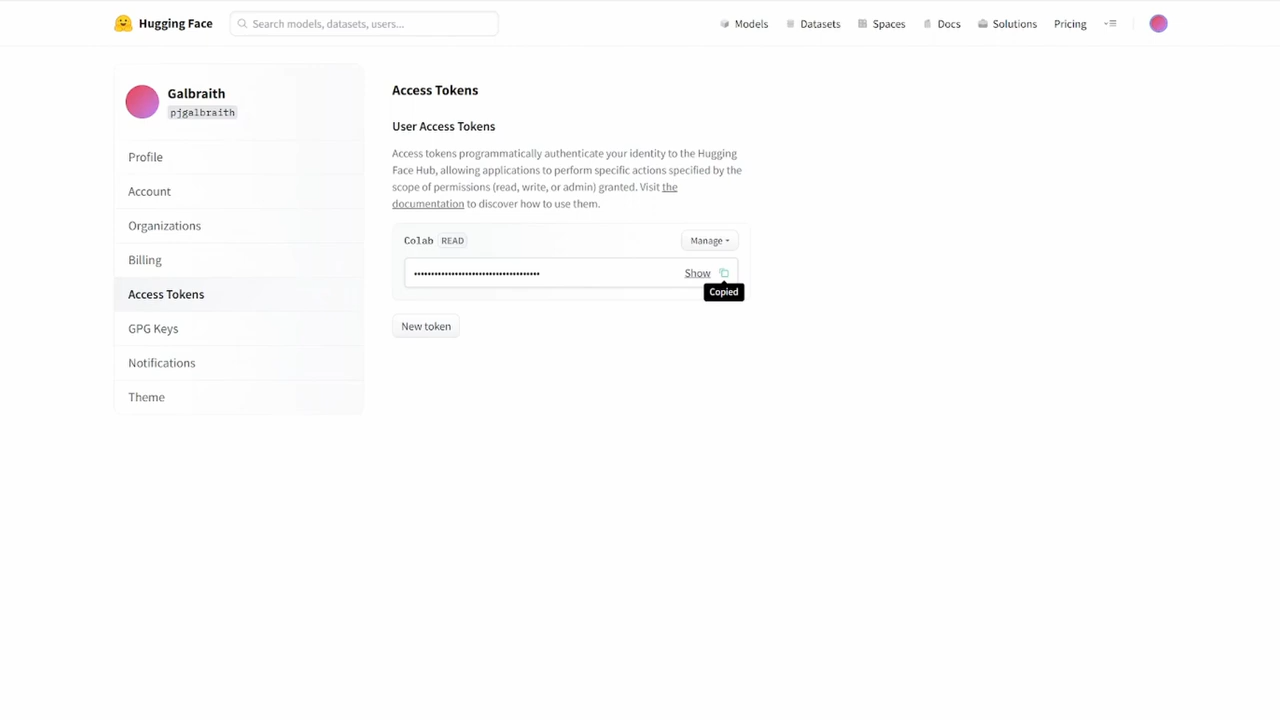 Hugging Face
Search models, datasets, users...
Models
Datasets
Spaces
Docs
Solutions
Pricing
Galbraith
pjgalbraith
Profile
Account
Organizations
Billing
Access Tokens
GPG Keys
Notifications
Theme
Access Tokens
User Access Tokens
Access tokens programmatically authenticate your identity to the Hugging
Face Hub, allowing applications to perform specific actions specified by the
scope of permissions (read, write, or admin) granted. Visit the
documentation to discover how to use them.
Colab READ
Manage
••••••••••••••••••••••••••••••••••••• Show
Copied
New token